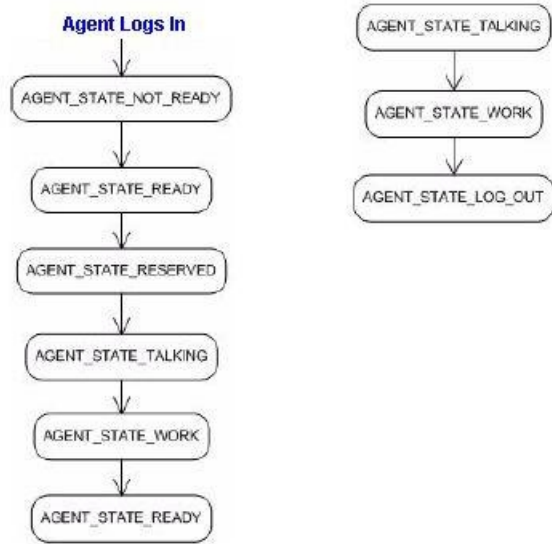 Agent Logs In
AGENT_STATE_NOT_READY
AGENT_STATE_READY
AGENT_STATE_RESERVED
AGENT_STATE_TALKING
AGENT_STATE_WORK
AGENT_STATE_READY
AGENT_STATE_TALKING
AGENT_STATE_WORK
AGENT_STATE_LOG_OUT